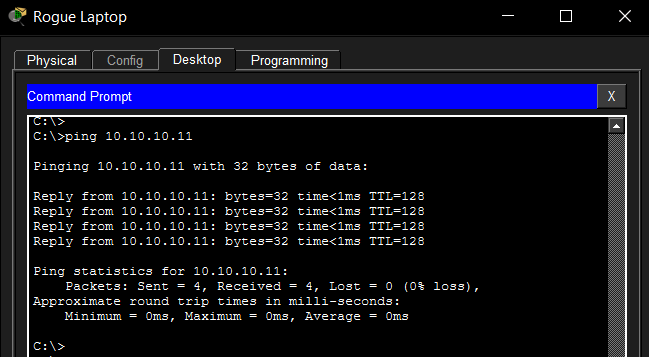 Rogue Laptop
Physical Config Desktop Programming
Command Prompt X
C:\>
C:\>ping 10.10.10.11
Pinging 10.10.10.11 with 32 bytes of data:
Reply from 10.10.10.11: bytes=32 time<1ms TTL=128
Reply from 10.10.10.11: bytes=32 time<1ms TTL=128
Reply from 10.10.10.11: bytes=32 time<1ms TTL=128
Reply from 10.10.10.11: bytes=32 time<1ms TTL=128
Ping statistics for 10.10.10.11:
Packets: Sent = 4, Received = 4, Lost = 0 (0% loss),
Approximate round trip times in milli-seconds:
Minimum = 0ms, Maximum = 0ms, Average = 0ms
C:\>